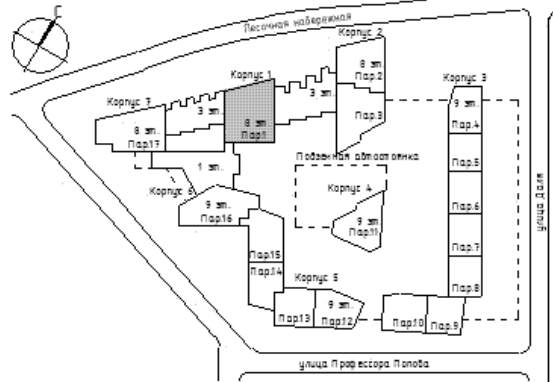 С
Песочная набережная
Корпус 2
8 эт.
Пар.2
Пар.3
Корпус 1
3 эт.
8 эт.
Пар.1
3 эт.
Корпус 7
8 эт.
Пар.17
1 эт.
Корпус 6
9 эт.
Пар.16
Корпус 3
9 эт.
Пар.4
Пар.5
Пар.6
Пар.7
Пар.8
Подземная автостоянка
Корпус 4
9 эт.
Пар.11
Пар.15
Пар.14
Корпус 5
Пар.13
9 эт.
Пар.12
Пар.10
Пар.9
улица Даля
улица Профессора Попова